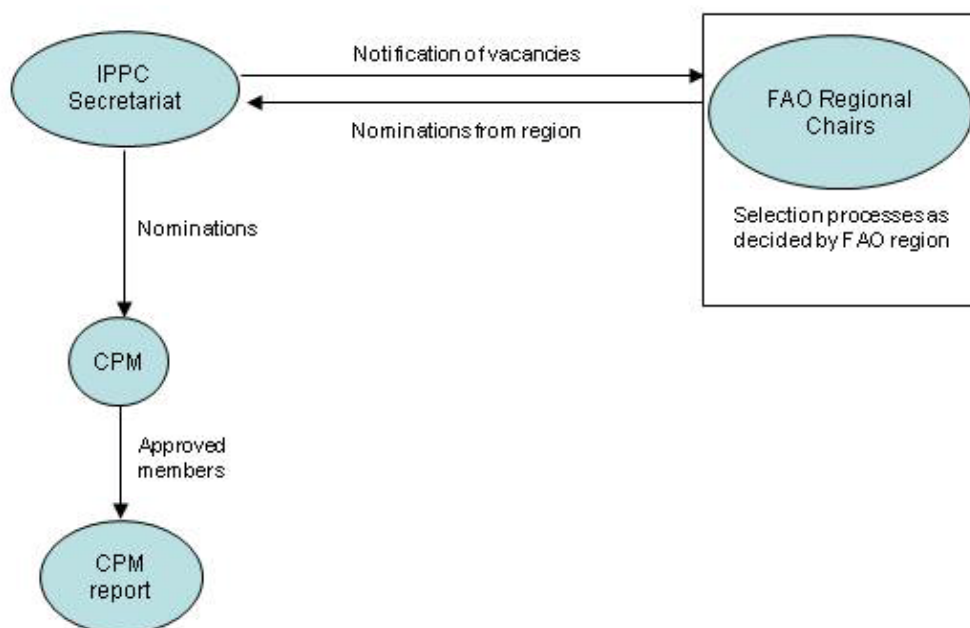 Notification of vacancies
IPPC
Secretariat
FAO Regional
Chairs
Nominations from region
Selection processes as
decided by FAO region
Nominations
CPM
Approved
members
CPM
report